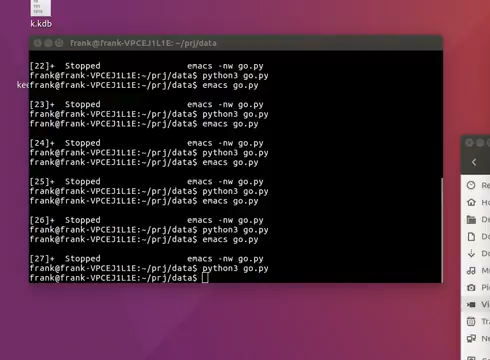 k.kdb
frank@frank-VPCEJ1L1E: ~/prj/data
[22]+  Stopped                 emacs -nw go.py
frank@frank-VPCEJ1L1E:~/prj/data$ python3 go.py
frank@frank-VPCEJ1L1E:~/prj/data$ emacs go.py
[23]+  Stopped                 emacs -nw go.py
frank@frank-VPCEJ1L1E:~/prj/data$ python3 go.py
frank@frank-VPCEJ1L1E:~/prj/data$ emacs go.py
[24]+  Stopped                 emacs -nw go.py
frank@frank-VPCEJ1L1E:~/prj/data$ python3 go.py
frank@frank-VPCEJ1L1E:~/prj/data$ emacs go.py
[25]+  Stopped                 emacs -nw go.py
frank@frank-VPCEJ1L1E:~/prj/data$ python3 go.py
frank@frank-VPCEJ1L1E:~/prj/data$ emacs go.py
[26]+  Stopped                 emacs -nw go.py
frank@frank-VPCEJ1L1E:~/prj/data$ python3 go.py
frank@frank-VPCEJ1L1E:~/prj/data$ emacs go.py
[27]+  Stopped                 emacs -nw go.py
frank@frank-VPCEJ1L1E:~/prj/data$ python3 go.py
frank@frank-VPCEJ1L1E:~/prj/data$